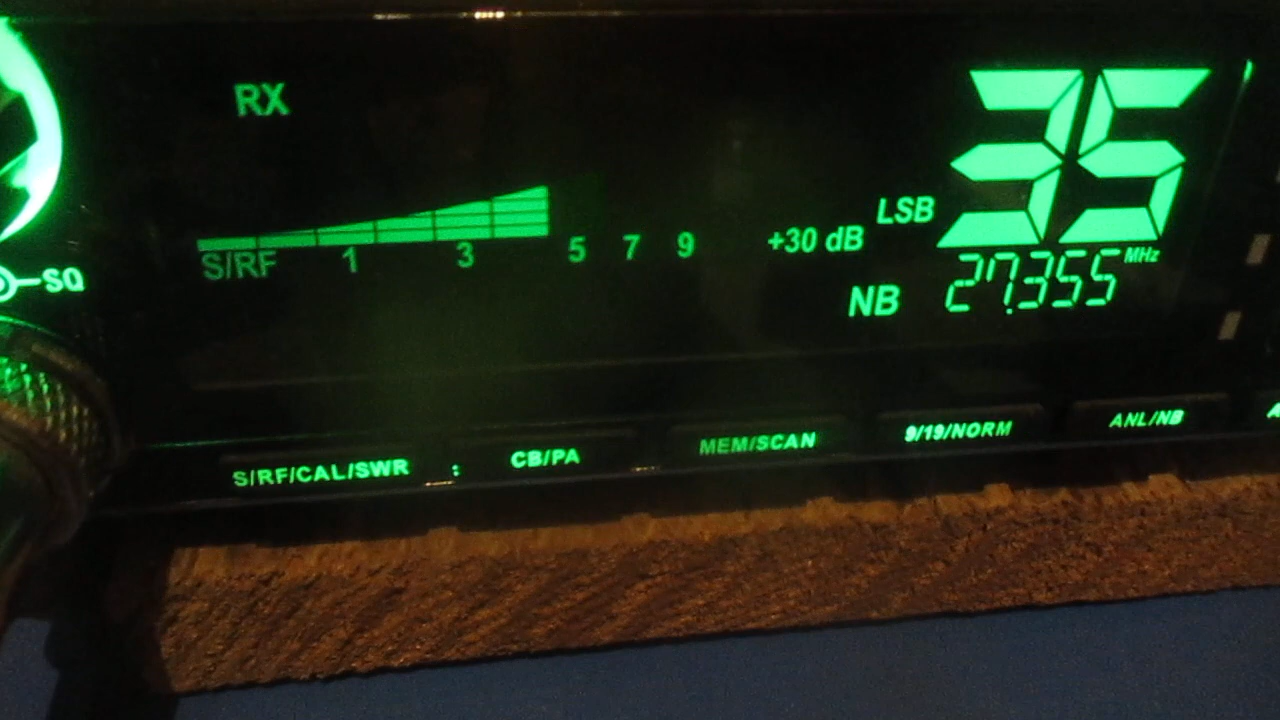 RX
35
LSB
S/RF 1 3 5 7 9 +30 dB
MHz
SQ
NB 27.355
S/RF/CAL/SWR
CB/PA
MEM/SCAN
9/19/NORM
ANL/NB